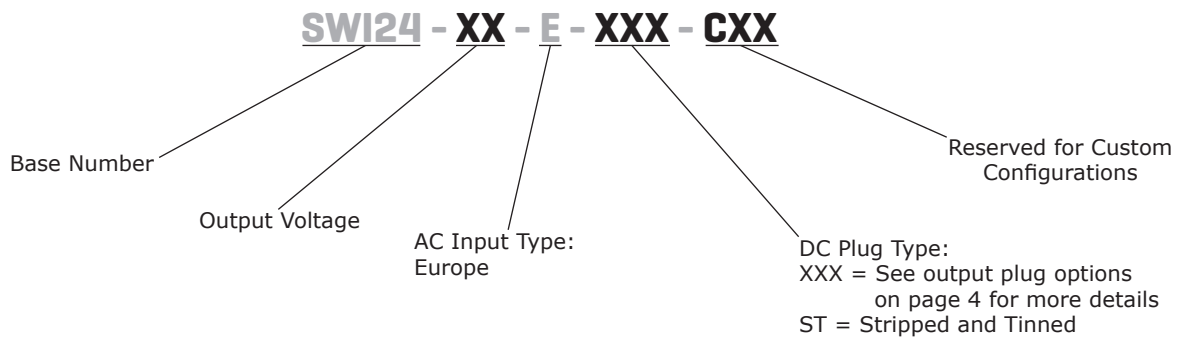 SWI24 - XX - E - XXX - CXX
Base Number
Output Voltage
AC Input Type:
Europe
DC Plug Type:
XXX = See output plug options
on page 4 for more details
ST = Stripped and Tinned
Reserved for Custom
Configurations